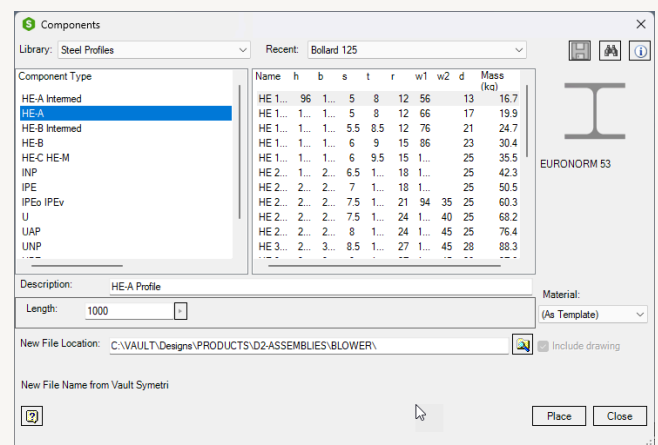 Components
Library: Steel Profiles Recent: Bollard 125
Component Type
HE-A Intermed
HE-A
HE-B Intermed
HE-B
HE-C HE-M
INP
IPE
IPEo IPEv
U
UAP
UNP
Name h b s t r w1 w2 d Mass (kg)
HE 1... 96 1... 5 8 12 56 13 16.7
HE 1... 1... 1... 5 8 12 66 17 19.9
HE 1... 1... 1... 5.5 8.5 12 76 21 24.7
HE 1... 1... 1... 6 9 15 86 23 30.4
HE 1... 1... 1... 6 9.5 15 1... 25 35.5
HE 2... 1... 2... 6.5 1... 18 1... 25 42.3
HE 2... 2... 2... 7 1... 18 1... 25 50.5
HE 2... 2... 2... 7.5 1... 21 94 35 25 60.3
HE 2... 2... 2... 7.5 1... 24 1... 40 25 68.2
HE 2... 2... 2... 8 1... 24 1... 45 25 76.4
HE 3... 2... 3... 8.5 1... 27 1... 45 28 88.3
EURONORM 53
Description: HE-A Profile
Length: 1000 >
Material:
(As Template)
New File Location: C:\VAULT\Designs\PRODUCTS\D2-ASSEMBLIES\BLOWER\
Include drawing
New File Name from Vault Symetri
Place Close